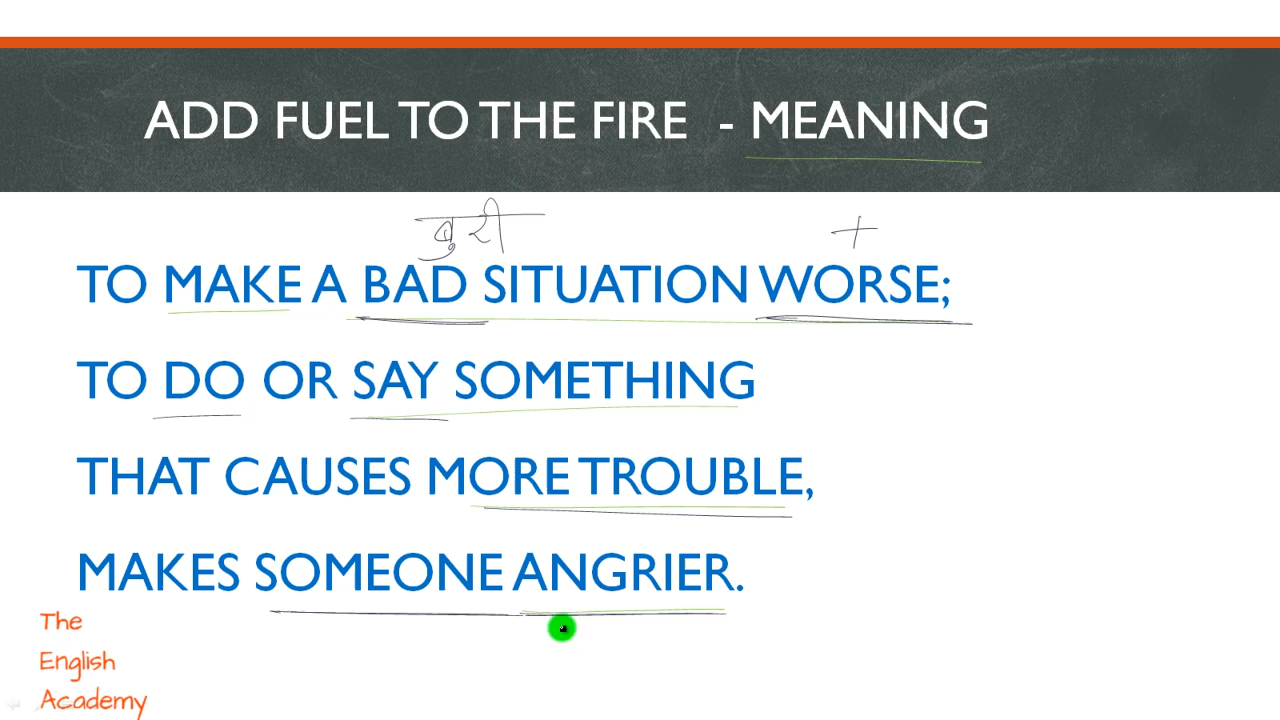 ADD FUEL TO THE FIRE - MEANING
बुरी +
TO MAKE A BAD SITUATION WORSE;
TO DO OR SAY SOMETHING
THAT CAUSES MORE TROUBLE,
MAKES SOMEONE ANGRIER.
The
English
Academy